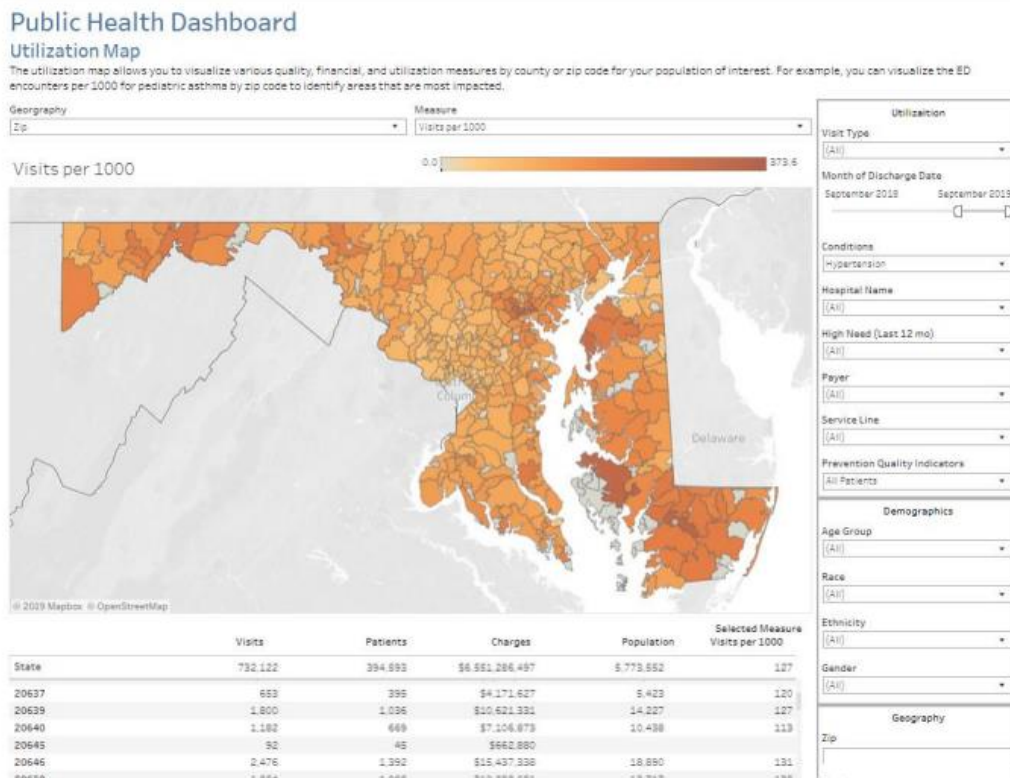 Public Health Dashboard
Utilization Map
The utilization map allows you to visualize various quality, financial, and utilization measures by county or zip code for your population of interest. For example, you can visualize the ED
encounters per 1000 for pediatric asthma by zip code to identify areas that are most impacted.
Georgraphy
Measure
Zip
Visits per 1000
Visits per 1000
0.0
373.6
Delaware
© 2019 Mapbox © OpenStreetMap
Visits Patients Charges Population Selected Measure Visits per 1000
State 732,122 394,893 $6,551,286,497 5,773,552 127
20637 653 395 $4,171,627 5,423 120
20639 1,800 1,036 $10,621,331 14,227 127
20640 1,182 669 $7,106,873 10,438 113
20645 92 45 $662,880
20646 2,476 1,392 $15,437,338 18,890 131
Utilizaition
Visit Type
(All)
Month of Discharge Date
September 2018 September 2019
Conditions
Hypertension
Hospital Name
(All)
High Need (Last 12 mo)
(All)
Payer
(All)
Service Line
(All)
Prevention Quality Indicators
All Patients
Demographics
Age Group
(All)
Race
(All)
Ethnicity
(All)
Gender
(All)
Geography
Zip